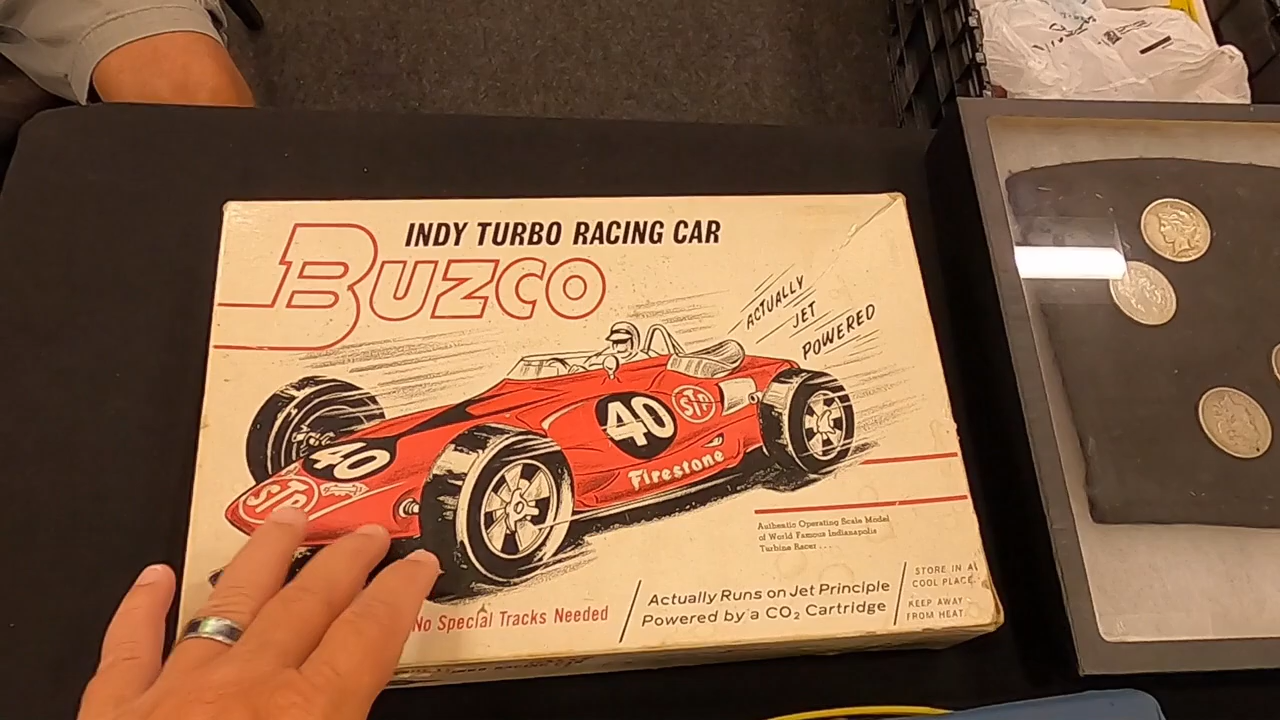 INDY TURBO RACING CAR
BUZCO
ACTUALLY
JET
POWERED
40
STP
40
STP
Firestone
Authentic Operating Scale Model
of World Famous Indianapolis
Turbine Racer ....
No Special Tracks Needed
Actually Runs on Jet Principle
Powered by a CO₂ Cartridge
STORE IN A
COOL PLACE.
KEEP AWAY
FROM HEAT.